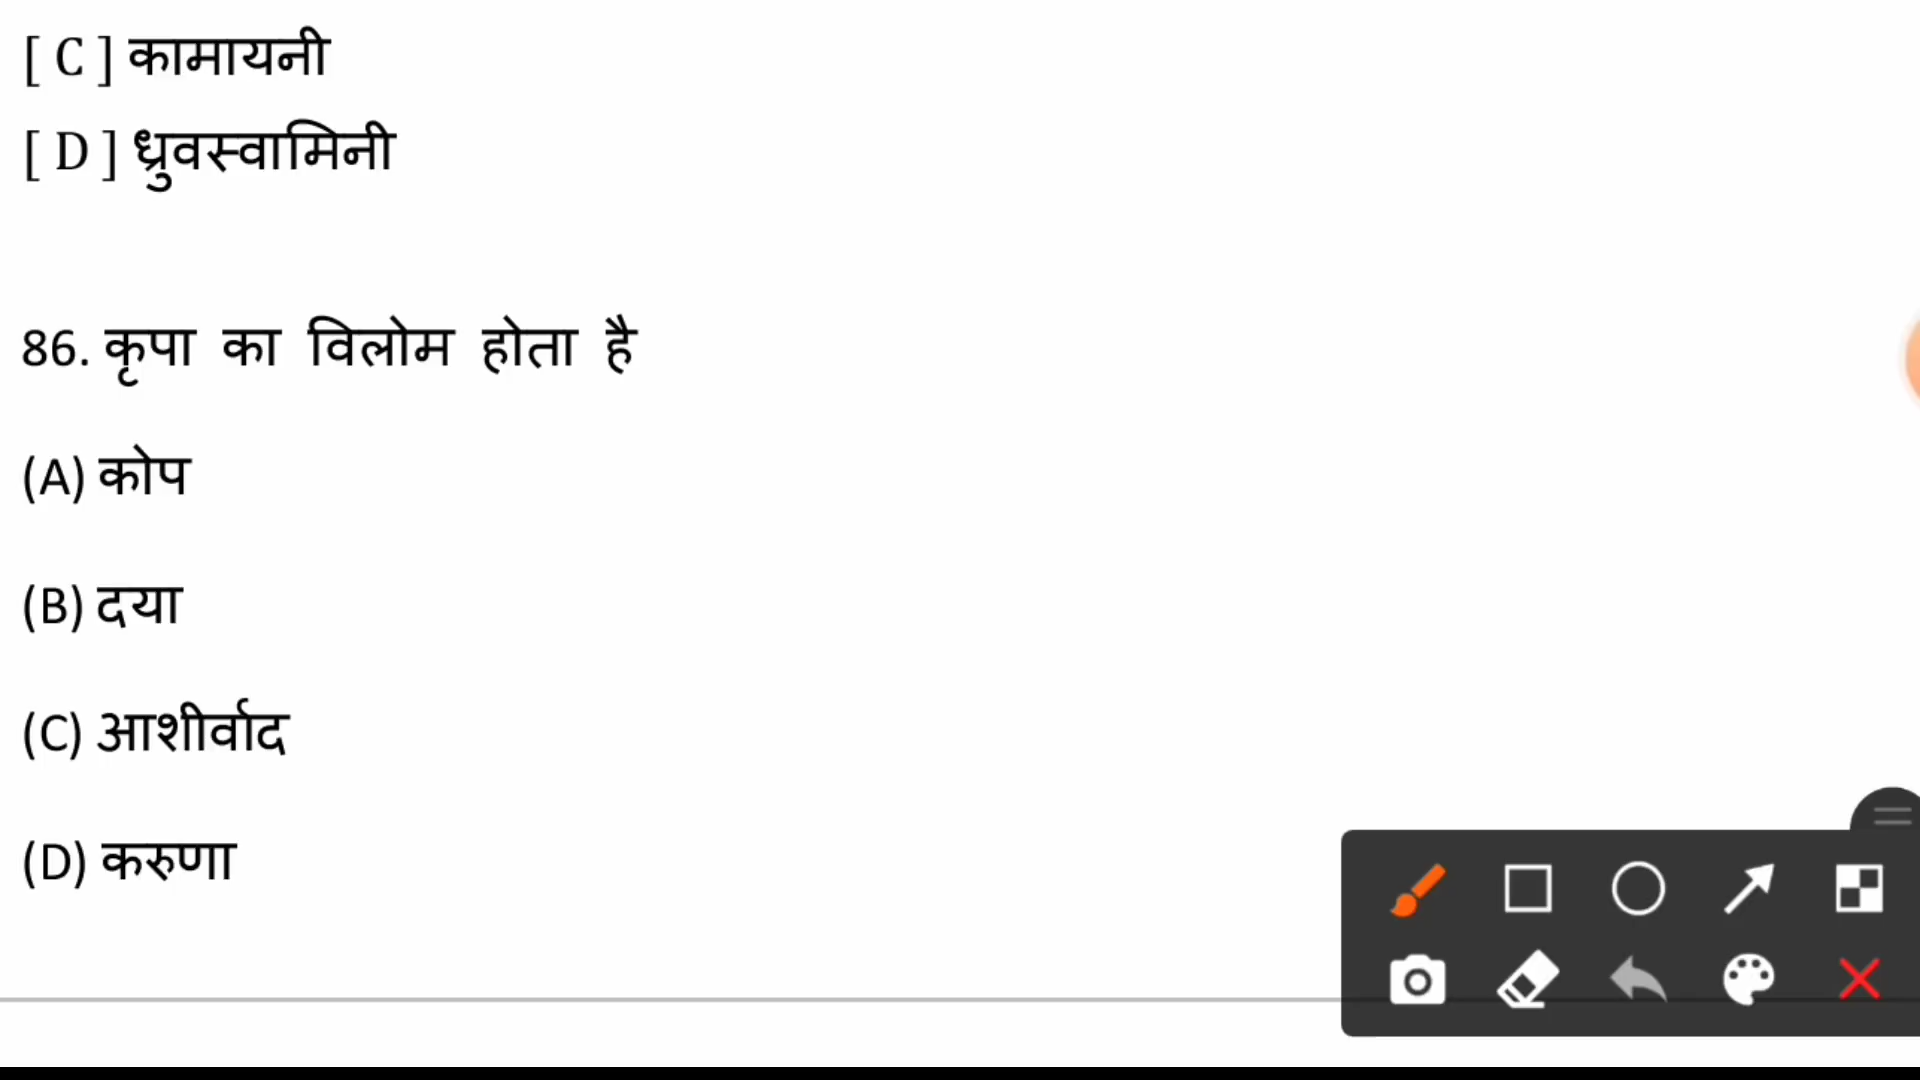 [ C ] कामायनी
[ D ] ध्रुवस्वामिनी
86. कृपा का विलोम होता है
(A) कोप
(B) दया
(C) आशीर्वाद
(D) करुणा